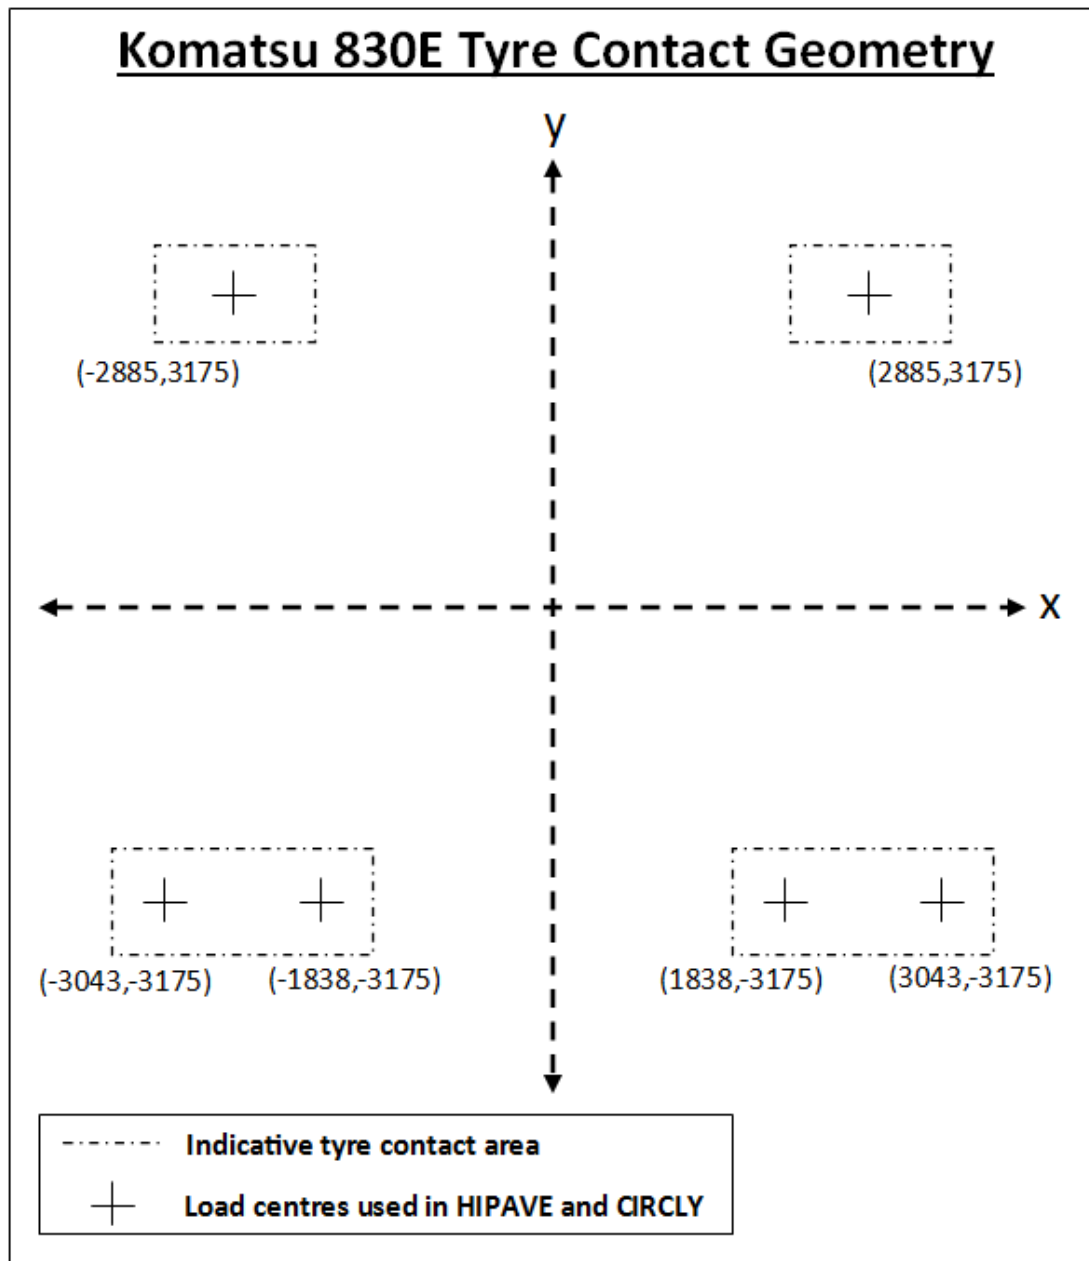 Komatsu 830E Tyre Contact Geometry
y
(-2885,3175)
(2885,3175)
x
(-3043,-3175)
(-1838,-3175)
(1838,-3175)
(3043,-3175)
Indicative tyre contact area
Load centres used in HIPAVE and CIRCLY